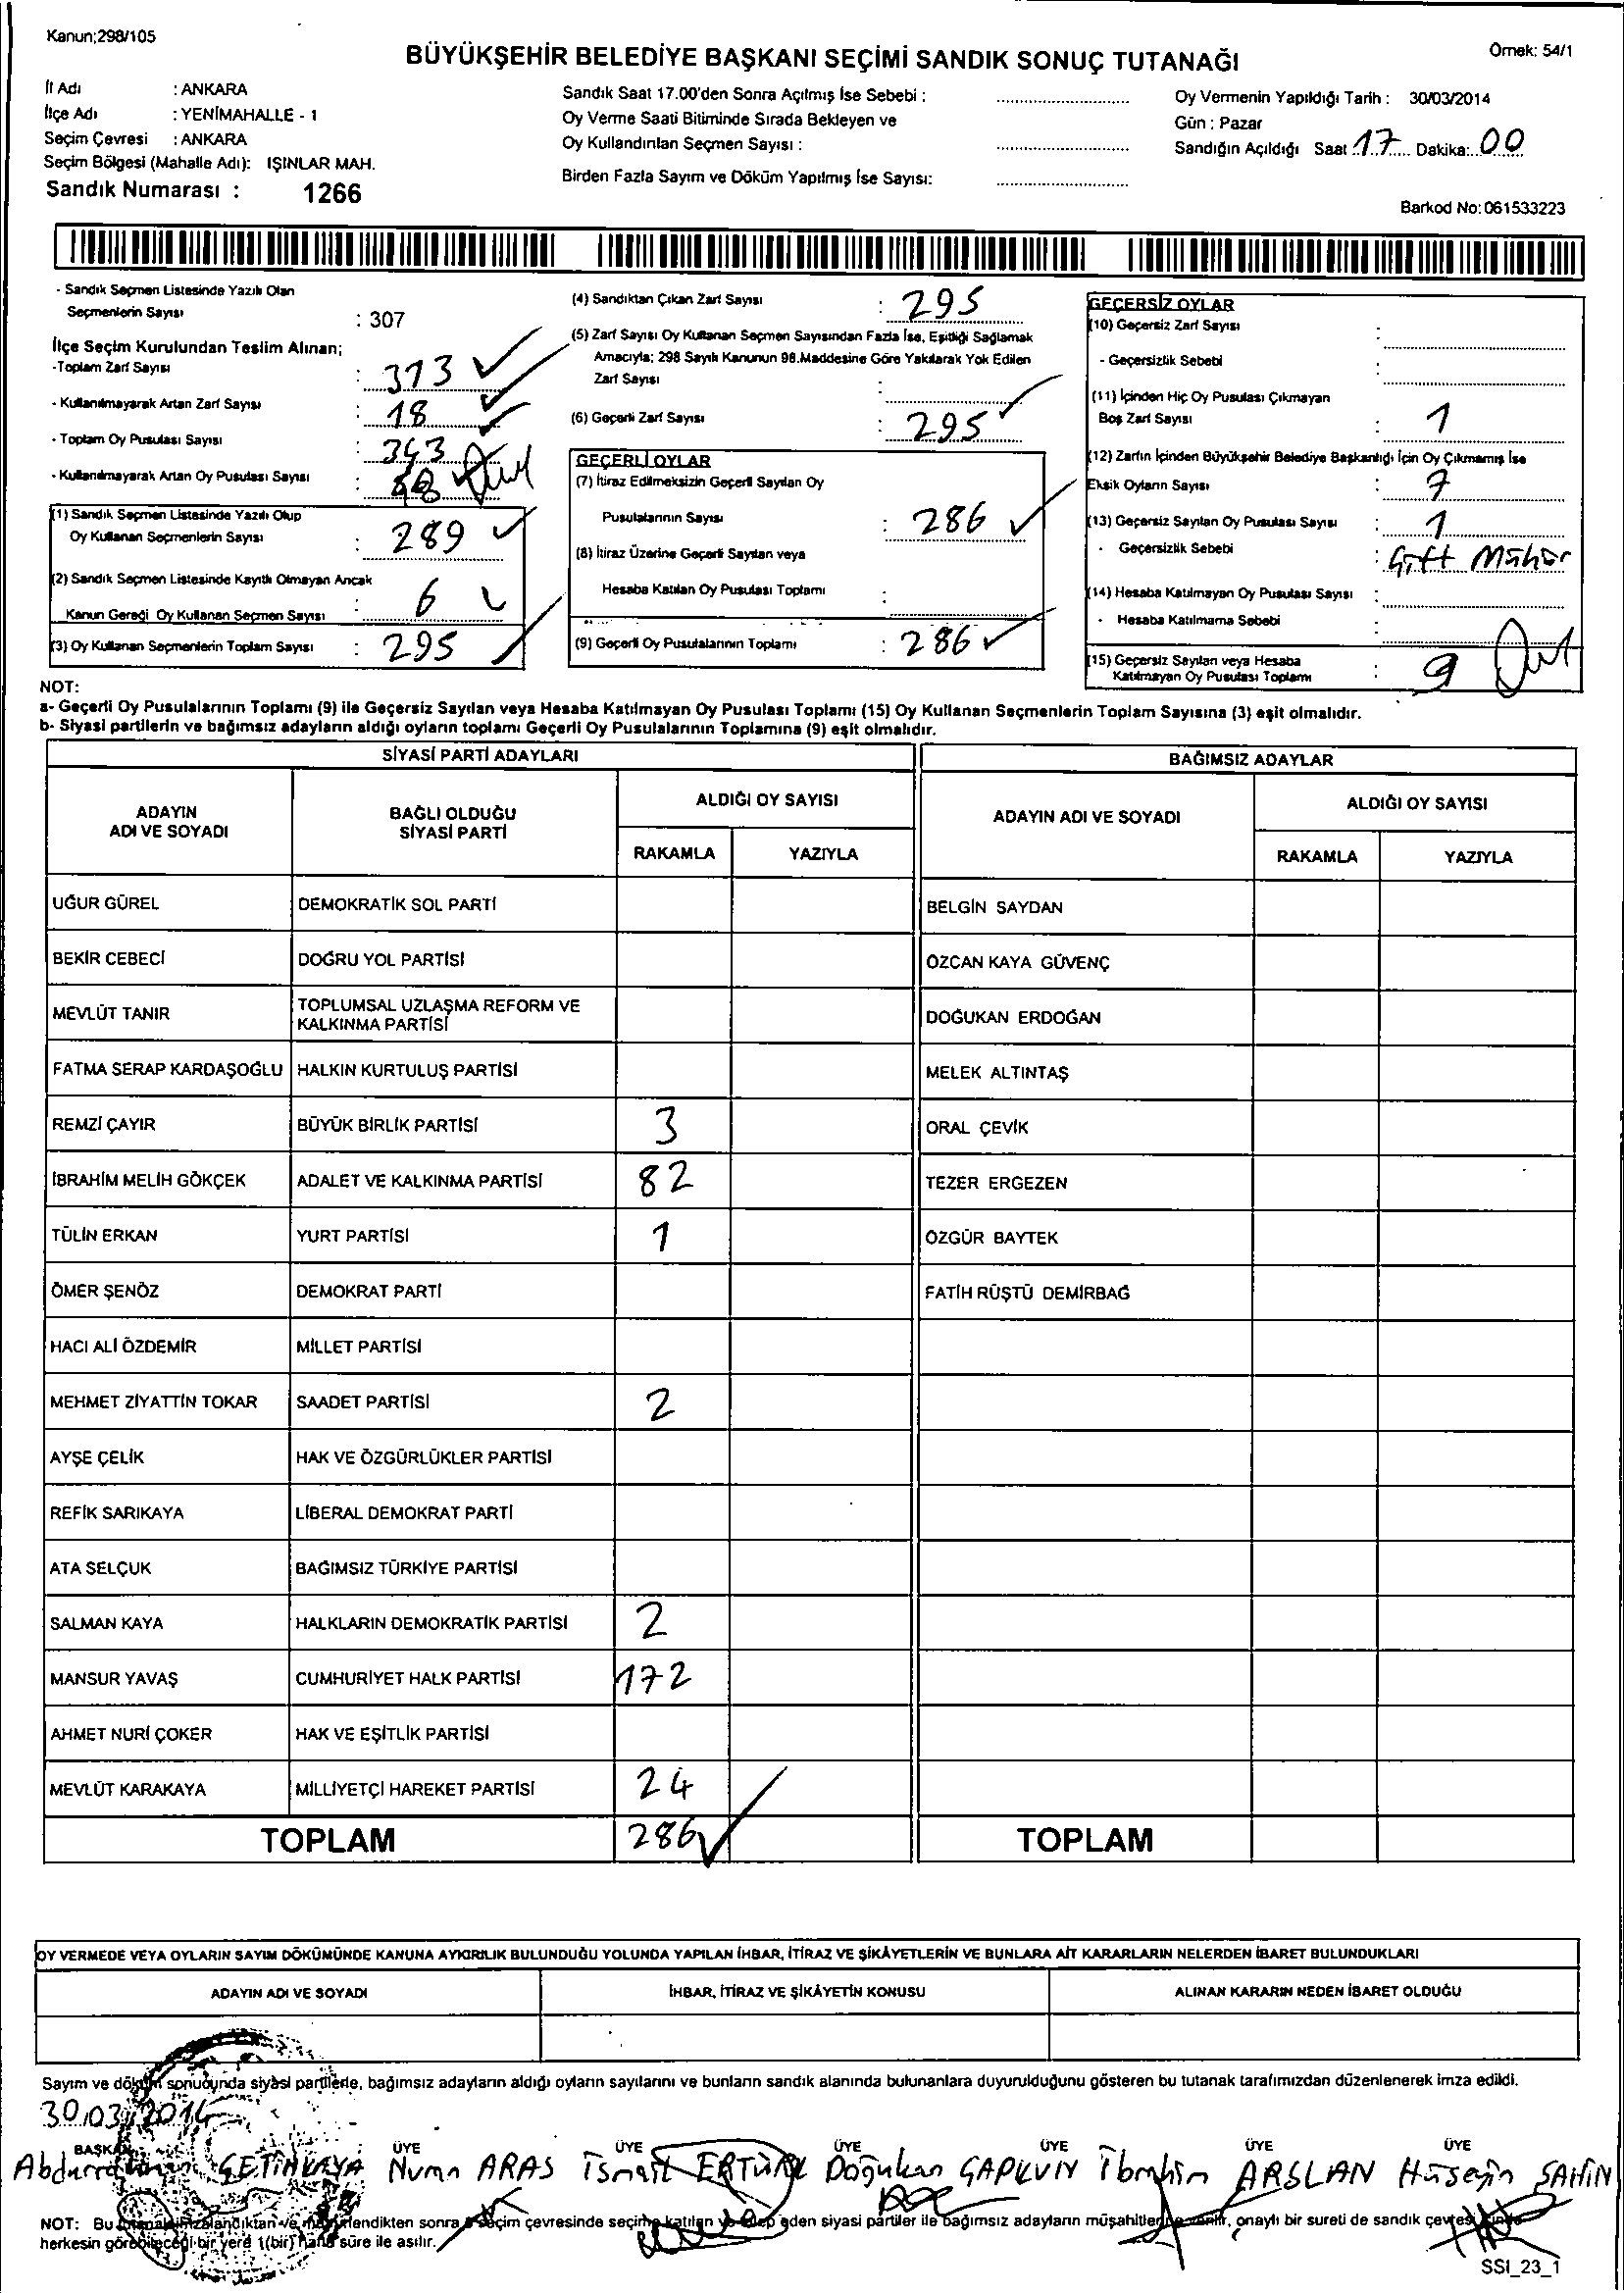 Kanun;298/105
Örnek: 54/1
BÜYÜKŞEHİR BELEDİYE BAŞKANI SEÇİMİ SANDIK SONUÇ TUTANAĞI
İl Adı : ANKARA
İlçe Adı : YENİMAHALLE - 1
Seçim Çevresi : ANKARA
Seçim Bölgesi (Mahalle Adı): IŞINLAR MAH.
Sandık Numarası : 1266
Sandık Saat 17.00'den Sonra Açılmış İse Sebebi :
Oy Verme Saati Bitiminde Sırada Bekleyen ve
Oy Kullandırılan Seçmen Sayısı :
Birden Fazla Sayım ve Döküm Yapılmış İse Sayısı:
Oy Vermenin Yapıldığı Tarih : 30/03/2014
Gün : Pazar
Sandığın Açıldığı Saat 17 Dakika: 00
Barkod No: 061533223
- Sandık Seçmen Listesinde Yazılı Olan
Seçmenlerin Sayısı : 307
İlçe Seçim Kurulundan Teslim Alınan;
-Toplam Zarf Sayısı : 313
- Kullanılmayarak Artan Zarf Sayısı : 18
- Toplam Oy Pusulası Sayısı : 343
- Kullanılmayarak Artan Oy Pusulası Sayısı :
(1) Sandık Seçmen Listesinde Yazılı Olup
Oy Kullanan Seçmenlerin Sayısı : 289
(2) Sandık Seçmen Listesinde Kayıtlı Olmayan Ancak
Kanun Gereği Oy Kullanan Seçmen Sayısı : 6
(3) Oy Kullanan Seçmenlerin Toplam Sayısı : 295
(4) Sandıktan Çıkan Zarf Sayısı : 295
(5) Zarf Sayısı Oy Kullanan Seçmen Sayısından Fazla İse, Eşitliği Sağlamak
Amacıyla; 298 Sayılı Kanunun 98.Maddesine Göre Yakılarak Yok Edilen
Zarf Sayısı :
(6) Geçerli Zarf Sayısı : 295
GEÇERLİ OYLAR
(7) İtiraz Edilmeksizin Geçerli Sayılan Oy
Pusulalarının Sayısı : 286
(8) İtiraz Üzerine Geçerli Sayılan veya
Hesaba Katılan Oy Pusulası Toplamı :
(9) Geçerli Oy Pusulalarının Toplamı : 286
GEÇERSİZ OYLAR
(10) Geçersiz Zarf Sayısı :
- Geçersizlik Sebebi :
(11) İçinden Hiç Oy Pusulası Çıkmayan
Boş Zarf Sayısı : 1
(12) Zarfın İçinden Büyükşehir Belediye Başkanlığı İçin Oy Çıkmamış İse
Eksik Oyların Sayısı : 7
(13) Geçersiz Sayılan Oy Pusulası Sayısı : 1
- Geçersizlik Sebebi : Çift Mühür
(14) Hesaba Katılmayan Oy Pusulası Sayısı :
- Hesaba Katılmama Sebebi :
(15) Geçersiz Sayılan veya Hesaba
Katılmayan Oy Pusulası Toplamı : 9
NOT:
a- Geçerli Oy Pusulalarının Toplamı (9) ile Geçersiz Sayılan veya Hesaba Katılmayan Oy Pusulası Toplamı (15) Oy Kullanan Seçmenlerin Toplam Sayısına (3) eşit olmalıdır.
b- Siyasi partilerin ve bağımsız adayların aldığı oyların toplamı Geçerli Oy Pusulalarının Toplamına (9) eşit olmalıdır.
SİYASİ PARTİ ADAYLARI
ADAYIN
ADI VE SOYADI
BAĞLI OLDUĞU
SİYASİ PARTİ
ALDIĞI OY SAYISI
RAKAMLA YAZIYLA
UĞUR GÜREL DEMOKRATİK SOL PARTİ
BEKİR CEBECİ DOĞRU YOL PARTİSİ
MEVLÜT TANIR TOPLUMSAL UZLAŞMA REFORM VE
KALKINMA PARTİSİ
FATMA SERAP KARDAŞOĞLU HALKIN KURTULUŞ PARTİSİ
REMZİ ÇAYIR BÜYÜK BİRLİK PARTİSİ 3
İBRAHİM MELİH GÖKÇEK ADALET VE KALKINMA PARTİSİ 82
TÜLİN ERKAN YURT PARTİSİ 1
ÖMER ŞENÖZ DEMOKRAT PARTİ
HACI ALİ ÖZDEMİR MİLLET PARTİSİ
MEHMET ZİYATTİN TOKAR SAADET PARTİSİ 2
AYŞE ÇELİK HAK VE ÖZGÜRLÜKLER PARTİSİ
REFİK SARIKAYA LİBERAL DEMOKRAT PARTİ
ATA SELÇUK BAĞIMSIZ TÜRKİYE PARTİSİ
SALMAN KAYA HALKLARIN DEMOKRATİK PARTİSİ 2
MANSUR YAVAŞ CUMHURİYET HALK PARTİSİ 172
AHMET NURİ ÇOKER HAK VE EŞİTLİK PARTİSİ
MEVLÜT KARAKAYA MİLLİYETÇİ HAREKET PARTİSİ 24
TOPLAM 286
BAĞIMSIZ ADAYLAR
ADAYIN ADI VE SOYADI
ALDIĞI OY SAYISI
RAKAMLA YAZIYLA
BELGİN SAYDAN
ÖZCAN KAYA GÜVENÇ
DOĞUKAN ERDOĞAN
MELEK ALTINTAŞ
ORAL ÇEVİK
TEZER ERGEZEN
ÖZGÜR BAYTEK
FATİH RÜŞTÜ DEMİRBAĞ
TOPLAM
OY VERMEDE VEYA OYLARIN SAYIM DÖKÜMÜNDE KANUNA AYKIRILIK BULUNDUĞU YOLUNDA YAPILAN İHBAR, İTİRAZ VE ŞİKÂYETLERİN VE BUNLARA AİT KARARLARIN NELERDEN İBARET BULUNDUKLARI
ADAYIN ADI VE SOYADI İHBAR, İTİRAZ VE ŞİKÂYETİN KONUSU ALINAN KARARIN NEDEN İBARET OLDUĞU
Sayım ve döküm sonucunda siyasi partilerle, bağımsız adayların aldığı oyların sayılarını ve bunların sandık alanında bulunanlara duyurulduğunu gösteren bu tutanak tarafımızdan düzenlenerek imza edildi.
30/03/2014
BAŞKAN ÜYE ÜYE ÜYE ÜYE ÜYE ÜYE
Abdurrahman ÇETİNKAYA Numan ARAS İsmail ERTÜRK Doğukan ÇAPKUN İbrahim ARSLAN Hüseyin ŞAHİN
NOT: Bu tutanak imzalandıktan ve mühürlendikten sonra seçim çevresinde seçime katılan ve talep eden siyasi partiler ile bağımsız adayların müşahitlerine verilir, onaylı bir sureti de sandık çevresinde
herkesin görebileceği bir yere 1(bir) hafta süre ile asılır.
SSI_23_1